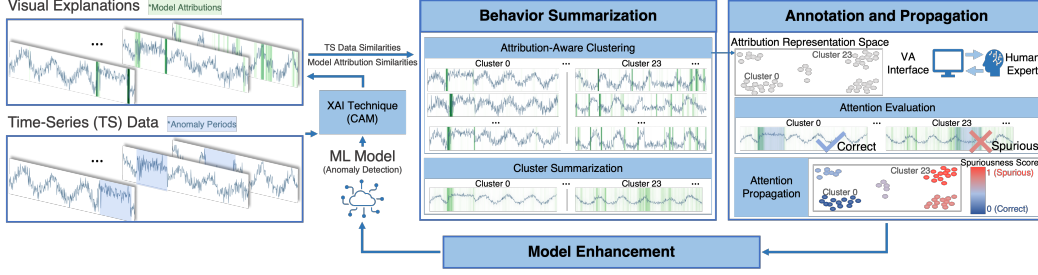 Visual Explanations
*Model Attributions
...
Time-Series (TS) Data
*Anomaly Periods
...
TS Data Similarities
Model Attribution Similarities
XAI Technique
(CAM)
ML Model
(Anomaly Detection)
Behavior Summarization
Attribution-Aware Clustering
Cluster 0
...
Cluster 23
...
...
...
Cluster Summarization
Cluster 0
...
Cluster 23
...
Annotation and Propagation
Attribution Representation Space
Cluster 23
Cluster 0
VA
Interface
Human
Expert
Attention Evaluation
Cluster 0
...
Cluster 23
...
Correct
Spurious
Attention
Propagation
Cluster 23
Cluster 0
Spuriousness Score
1 (Spurious)
0 (Correct)
Model Enhancement